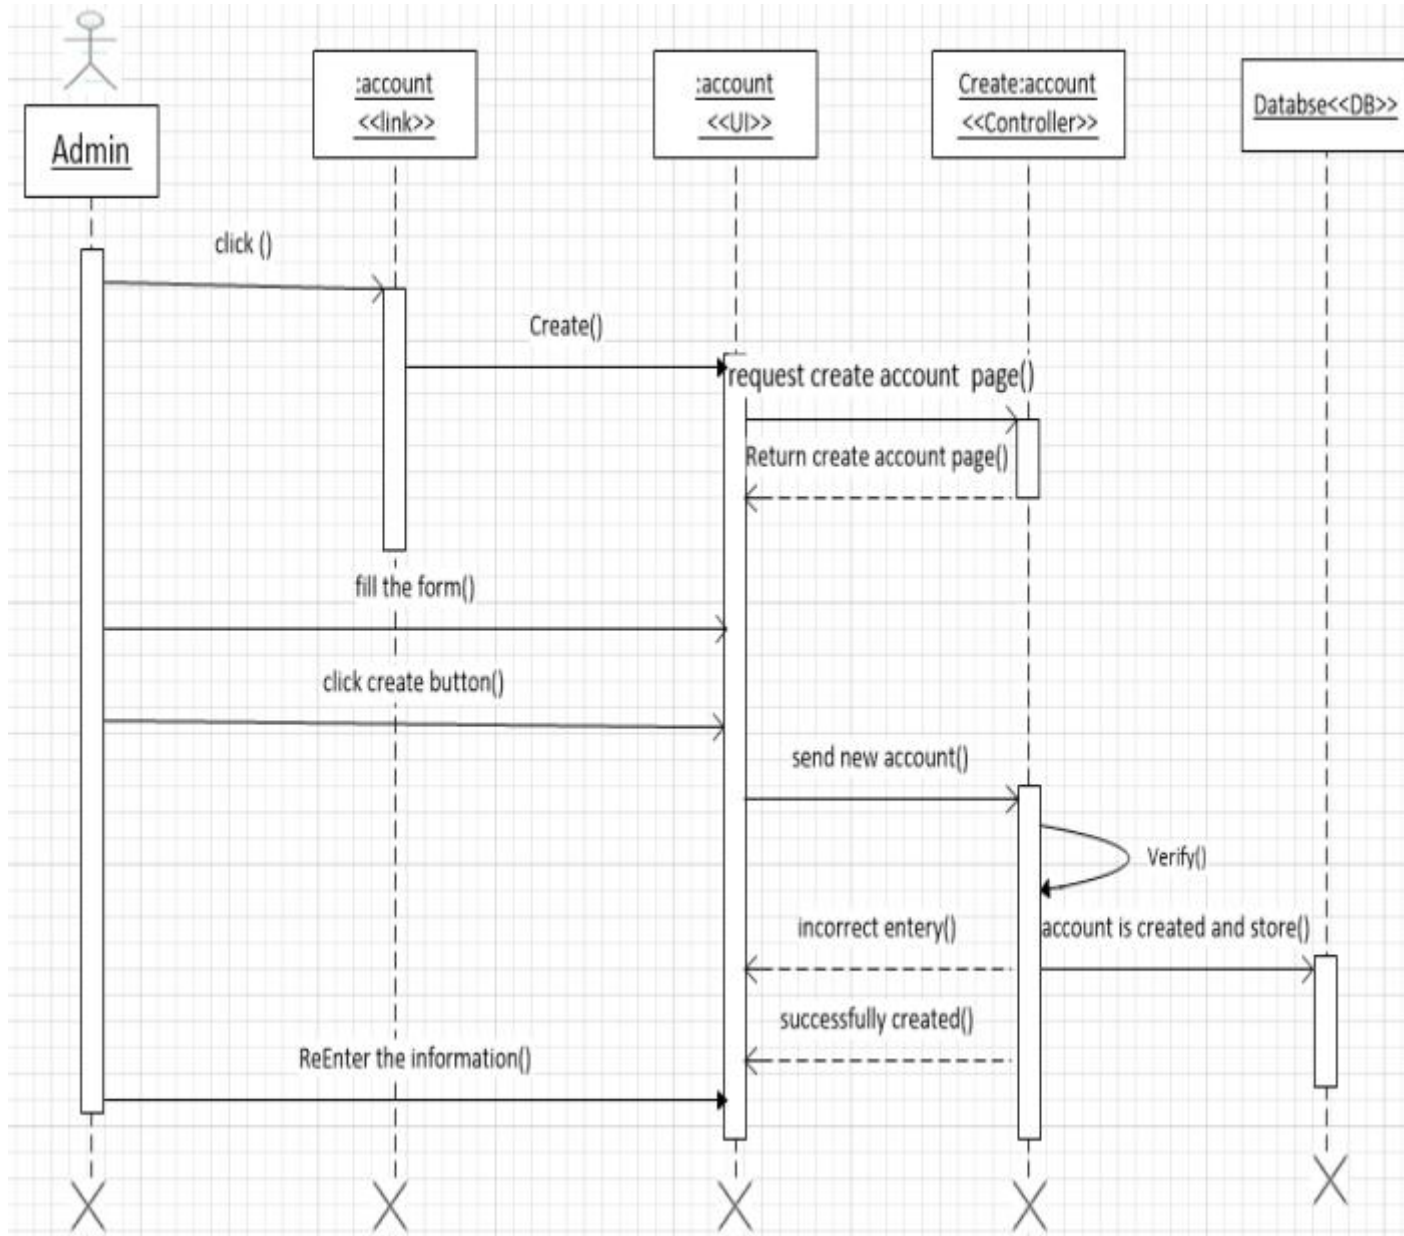 Admin
:account
<<link>>
:account
<<UI>>
Create:account
<<Controller>>
Databse<<DB>>
click ()
Create()
request create account  page()
Return create account page()
fill the form()
click create button()
send new account()
Verify()
incorrect entery()
account is created and store()
successfully created()
ReEnter the information()